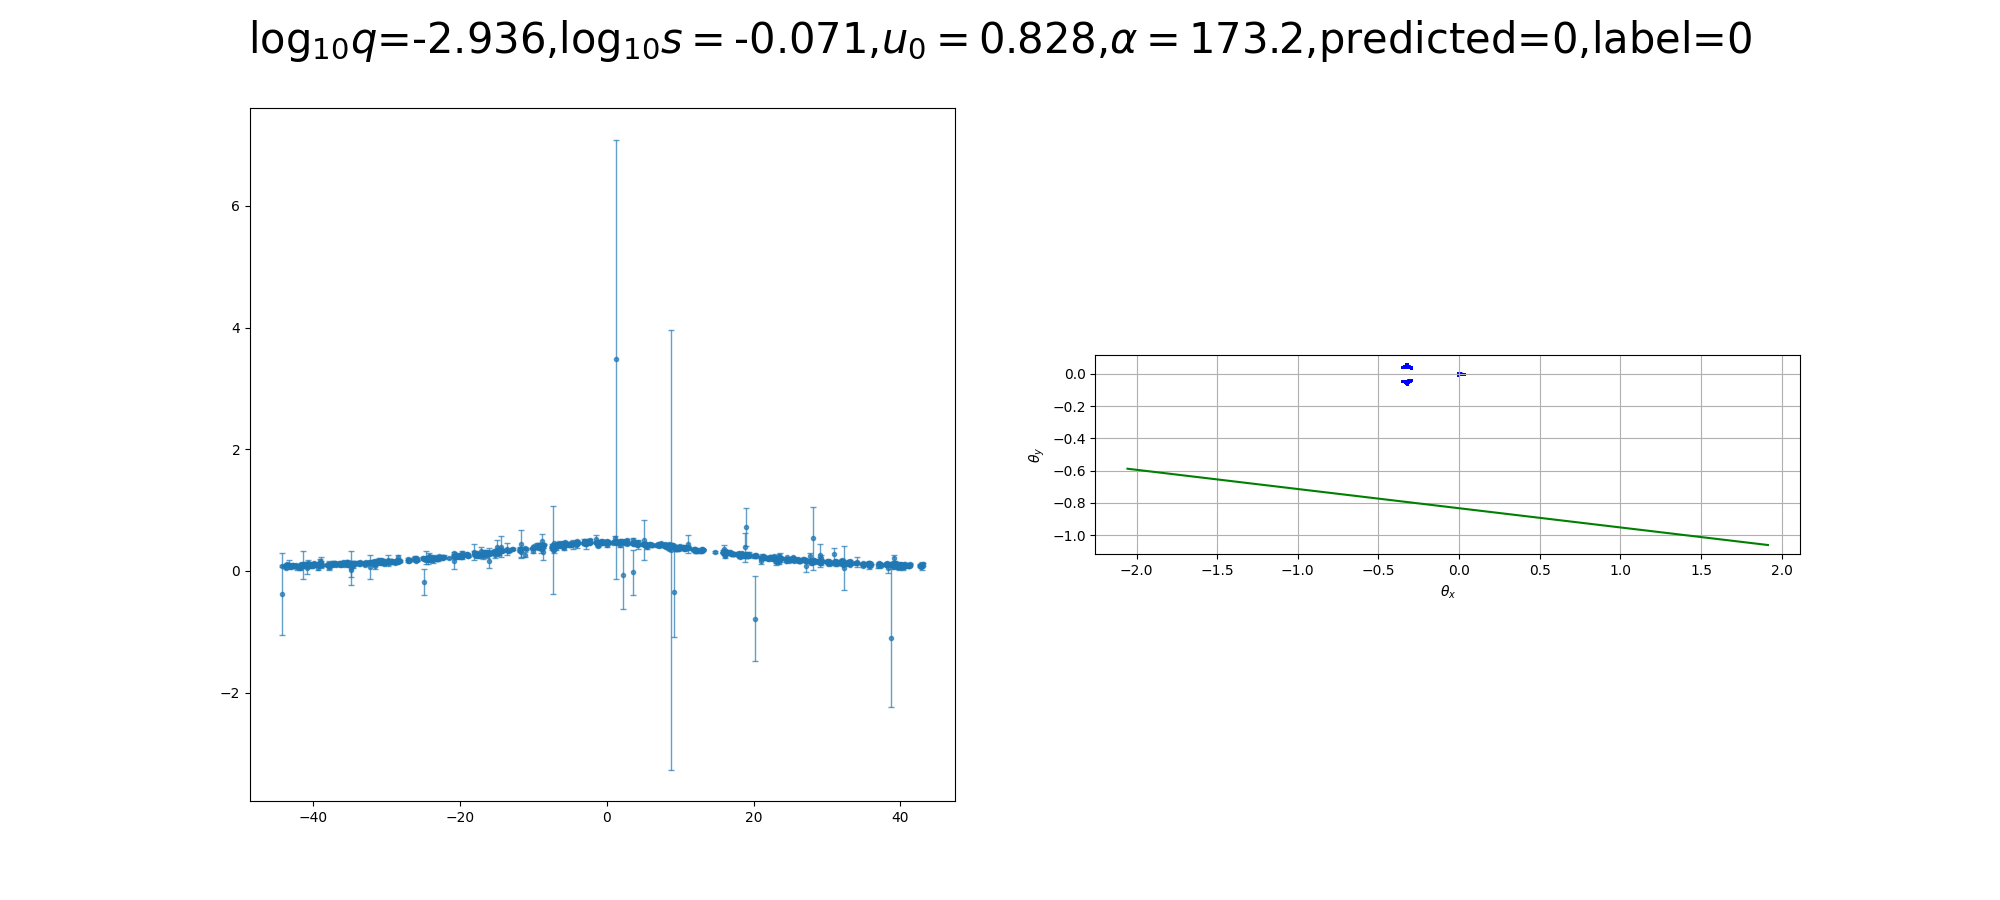 log₁₀q=-2.936,log₁₀s = -0.071,u₀ = 0.828,α = 173.2,predicted=0,label=0
6
4
2
0
−2
−40 −20 0 20 40
0.0
−0.2
−0.4
−0.6
−0.8
−1.0
θy
−2.0 −1.5 −1.0 −0.5 0.0 0.5 1.0 1.5 2.0
θx